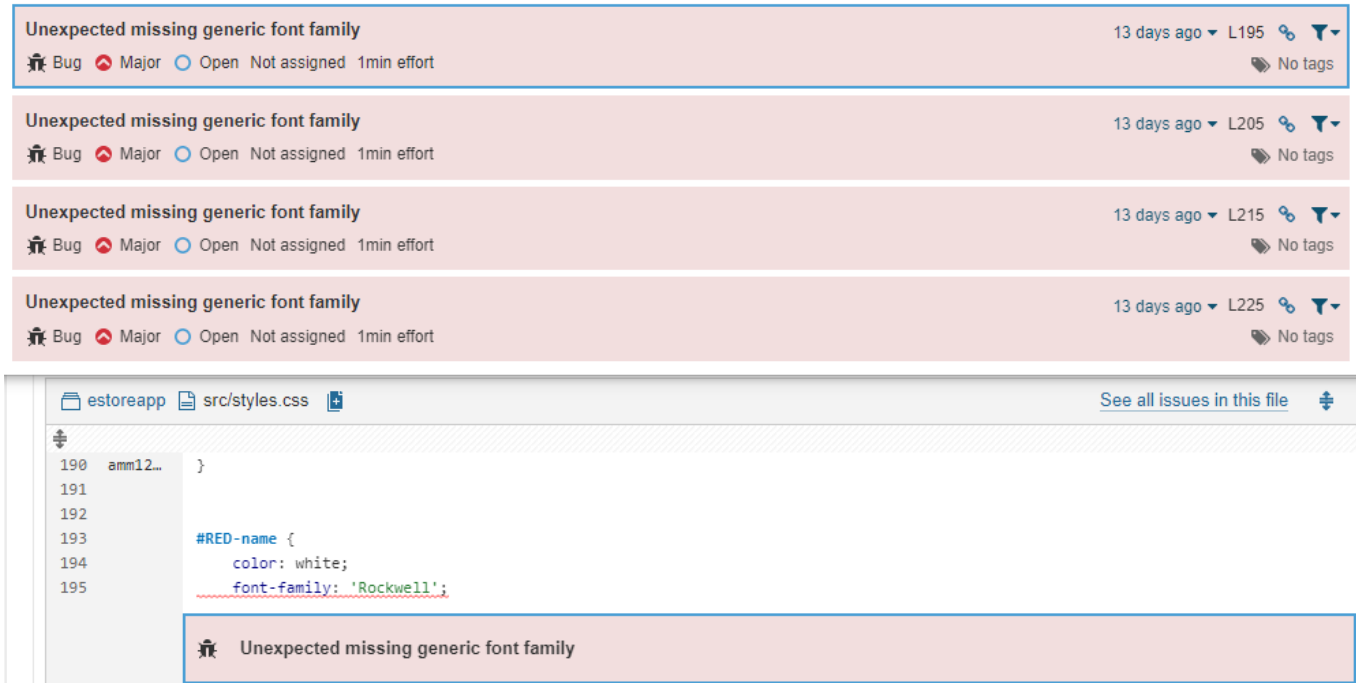 Unexpected missing generic font family 13 days ago L195
Bug Major Open Not assigned 1min effort No tags
Unexpected missing generic font family 13 days ago L205
Bug Major Open Not assigned 1min effort No tags
Unexpected missing generic font family 13 days ago L215
Bug Major Open Not assigned 1min effort No tags
Unexpected missing generic font family 13 days ago L225
Bug Major Open Not assigned 1min effort No tags
estoreapp src/styles.css See all issues in this file
190 amm12… }
191
192
193 #RED-name {
194 color: white;
195 font-family: 'Rockwell';
Unexpected missing generic font family